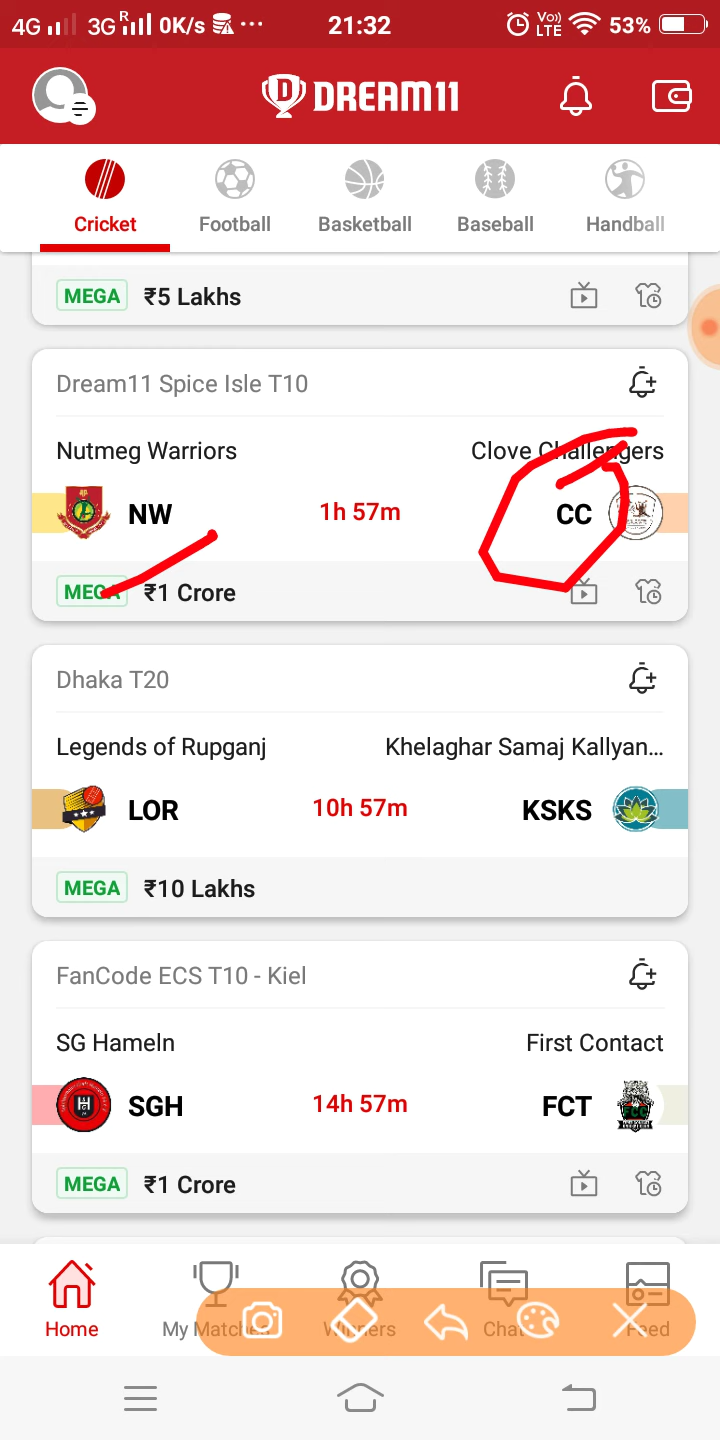 4G 3G R 0K/s ... 21:32 Vo)) LTE 53%
DREAM11
Cricket Football Basketball Baseball Handball
MEGA ₹5 Lakhs
Dream11 Spice Isle T10
Nutmeg Warriors Clove Challengers
NW 1h 57m CC
MEGA ₹1 Crore
Dhaka T20
Legends of Rupganj Khelaghar Samaj Kallyan...
LOR 10h 57m KSKS
MEGA ₹10 Lakhs
FanCode ECS T10 - Kiel
SG Hameln First Contact
SGH 14h 57m FCT
FCC
MEGA ₹1 Crore
Home My Matches Winners Chat Feed